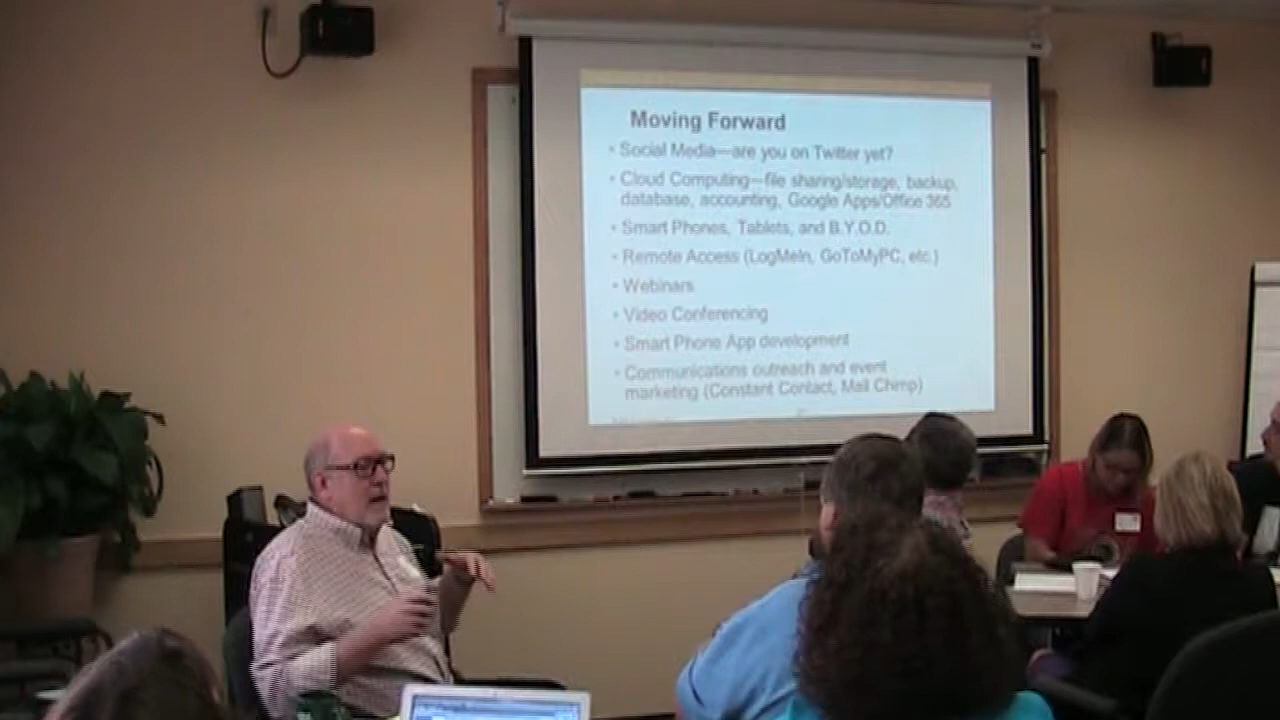 Moving Forward
• Social Media—are you on Twitter yet?
• Cloud Computing—file sharing/storage, backup,
database, accounting, Google Apps/Office 365
• Smart Phones, Tablets, and B.Y.O.D.
• Remote Access (LogMeIn, GoToMyPC, etc.)
• Webinars
• Video Conferencing
• Smart Phone App development
• Communications outreach and event
marketing (Constant Contact, Mail Chimp)